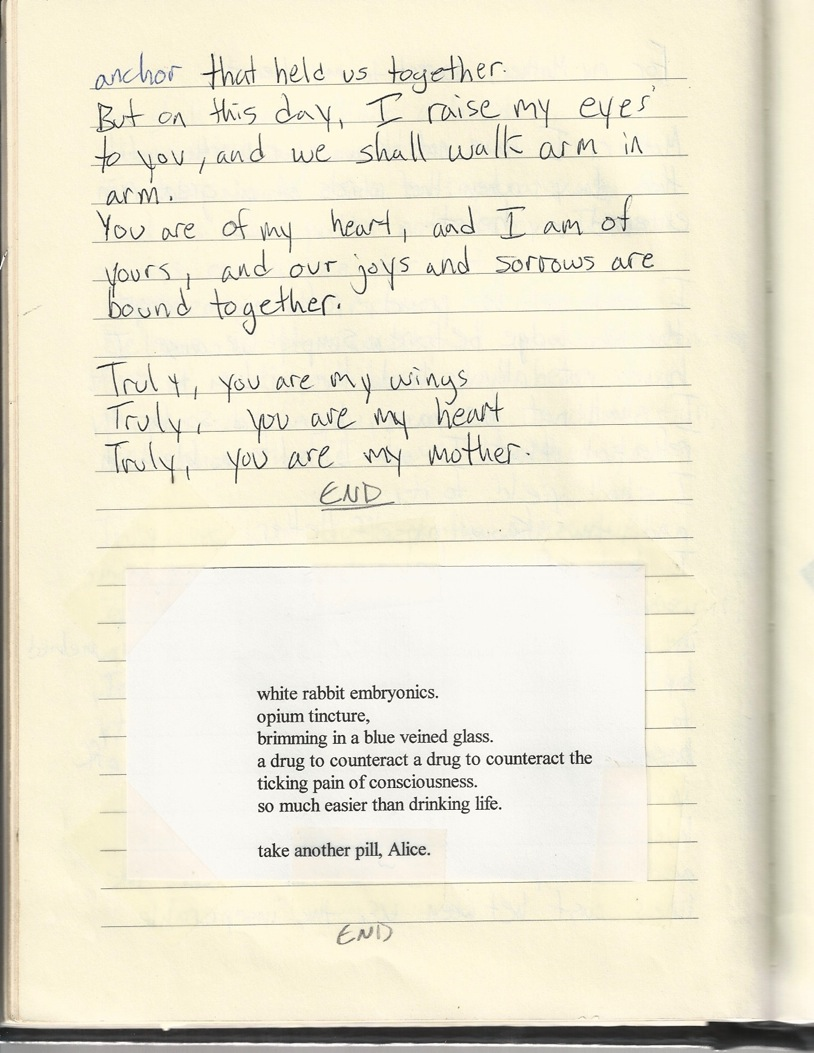 anchor that held us together.
But on this day, I raise my eyes
to you, and we shall walk arm in
arm.
You are of my heart, and I am of
yours, and our joys and sorrows are
bound together.
Truly, you are my wings
Truly, you are my heart
Truly, you are my mother.
END
white rabbit embryonics.
opium tincture,
brimming in a blue veined glass.
a drug to counteract a drug to counteract the
ticking pain of consciousness.
so much easier than drinking life.
take another pill, Alice.
END